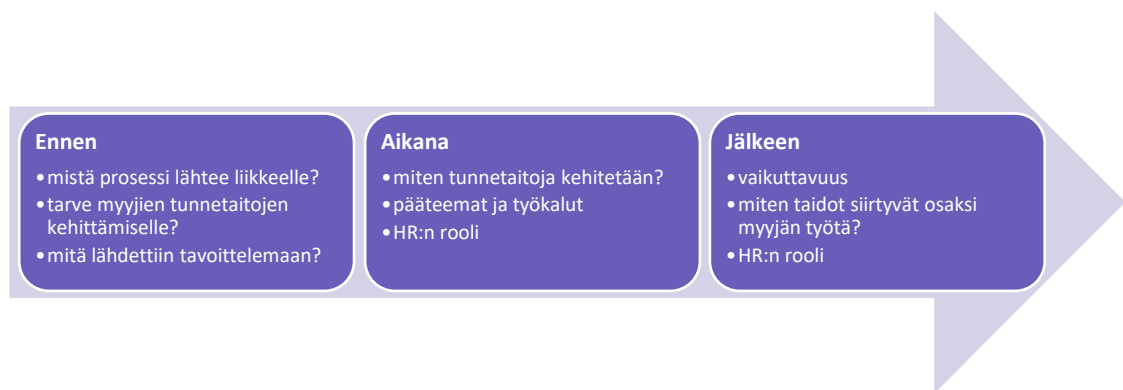 Ennen
•mistä prosessi lähtee liikkeelle?
•tarve myyjien tunnetaitojen
kehittämiselle?
•mitä lähdettiin tavoittelemaan?
Aikana
•miten tunnetaitoja kehitetään?
•pääteemat ja työkalut
•HR:n rooli
Jälkeen
•vaikuttavuus
•miten taidot siirtyvät osaksi
myyjän työtä?
•HR:n rooli